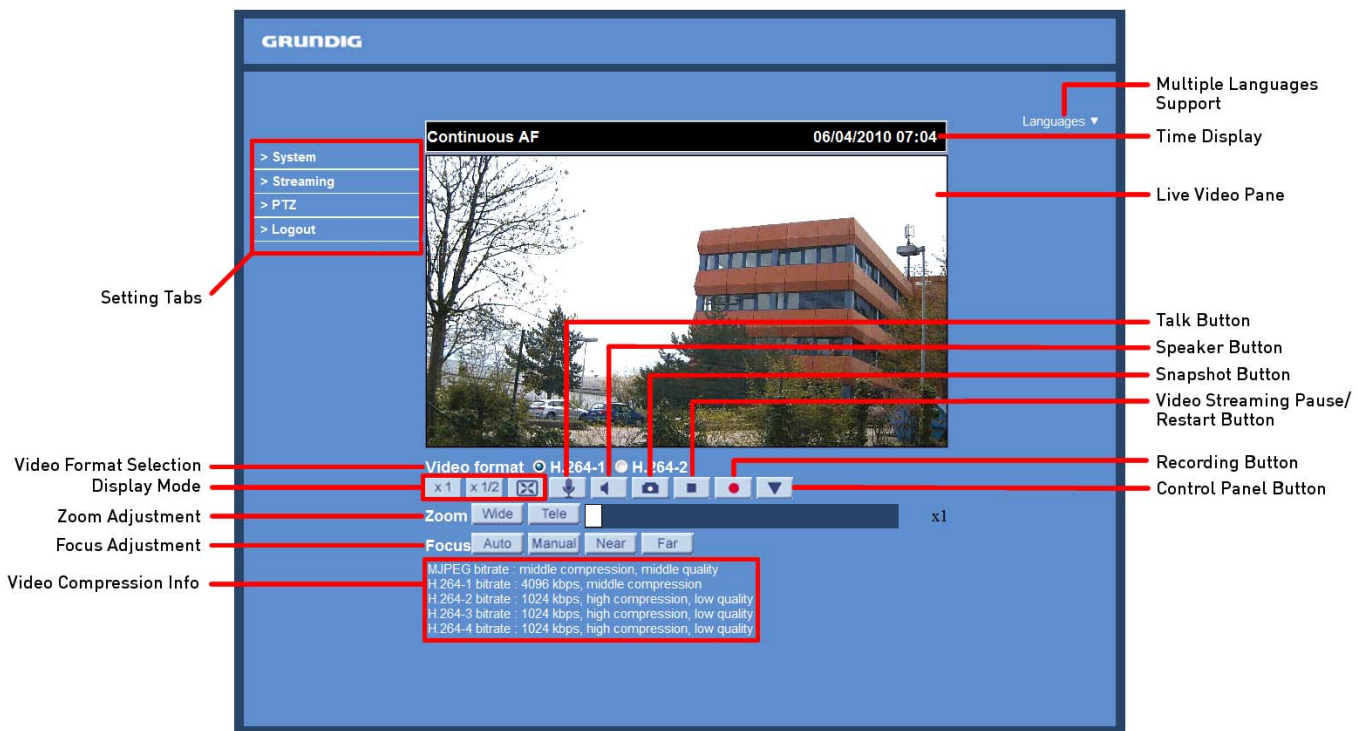 GRUNDIG
Multiple Languages
Support
Languages ▼
Time Display
Continuous AF 06/04/2010 07:04
> System
> Streaming
> PTZ
> Logout
Live Video Pane
Setting Tabs
Talk Button
Speaker Button
Snapshot Button
Video Streaming Pause/
Restart Button
Video Format Selection
Video format H.264-1 H.264-2
Recording Button
Display Mode
x 1 x 1/2
Control Panel Button
Zoom Adjustment
Zoom Wide Tele x1
Focus Adjustment
Focus Auto Manual Near Far
Video Compression Info
MJPEG bitrate : middle compression, middle quality
H.264-1 bitrate : 4096 kbps, middle compression
H.264-2 bitrate : 1024 kbps, high compression, low quality
H.264-3 bitrate : 1024 kbps, high compression, low quality
H.264-4 bitrate : 1024 kbps, high compression, low quality